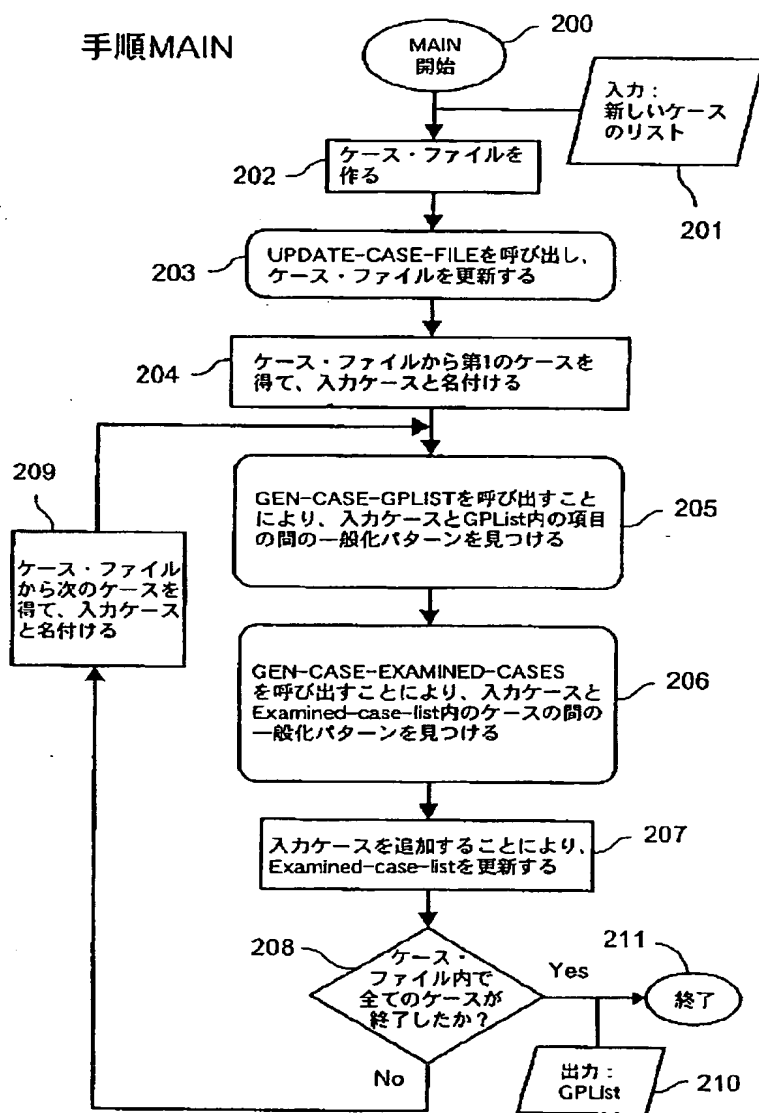 手順MAIN
200
MAIN
開始
入力：
新しいケース
のリスト
201
202
ケース・ファイルを
作る
203
UPDATE-CASE-FILEを呼び出し、
ケース・ファイルを更新する
204
ケース・ファイルから第1のケースを
得て、入力ケースと名付ける
209
ケース・ファイル
から次のケースを
得て、入力ケース
と名付ける
GEN-CASE-GPLISTを呼び出すこと
により、入力ケースとGPList内の項目
の間の一般化パターンを見つける
205
GEN-CASE-EXAMINED-CASES
を呼び出すことにより、入力ケースと
Examined-case-list内のケースの間の
一般化パターンを見つける
206
入力ケースを追加することにより、
Examined-case-listを更新する
207
208
ケース・
ファイル内で
全てのケースが
終了したか？
Yes
No
211
終了
出力：
GPList
210